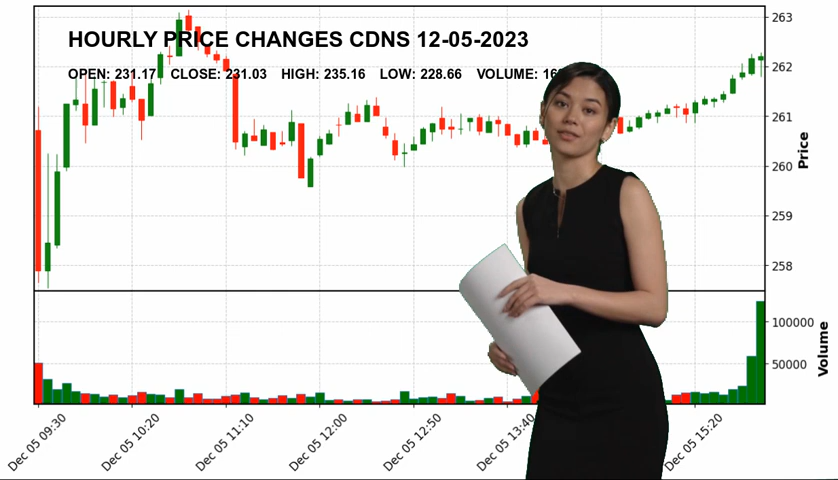 HOURLY PRICE CHANGES CDNS 12-05-2023
OPEN: 231.17 CLOSE: 231.03 HIGH: 235.16 LOW: 228.66 VOLUME:
263
262
261
260
259
258
Price
100000
50000
Volume
Dec 05 09:30
Dec 05 10:20
Dec 05 11:10
Dec 05 12:00
Dec 05 12:50
Dec 05 13:40
Dec 05 15:20